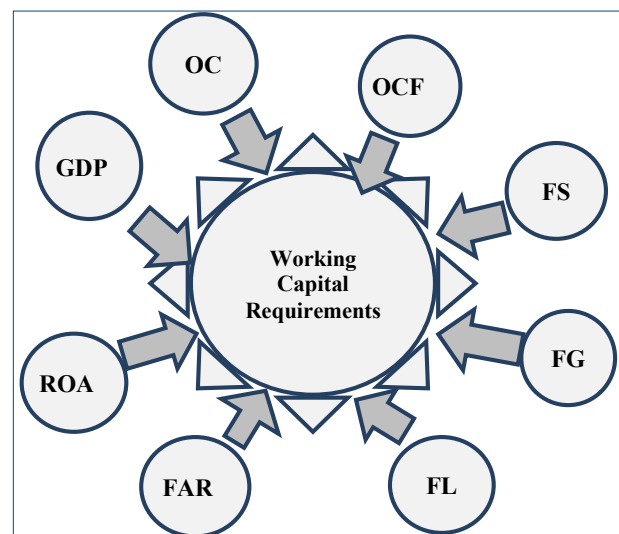 OC
OCF
GDP
FS
Working
Capital
Requirements
ROA
FG
FAR
FL